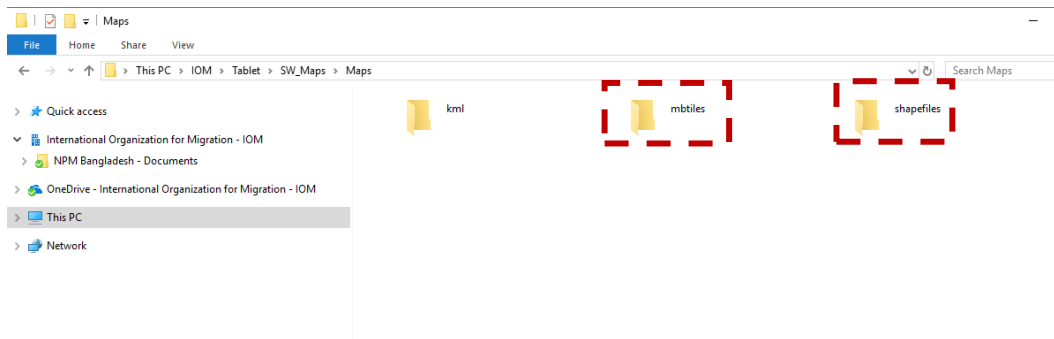 Maps
File Home Share View
This PC > IOM > Tablet > SW_Maps > Maps
Search Maps
kml
mbtiles
shapefiles
Quick access
International Organization for Migration - IOM
NPM Bangladesh - Documents
OneDrive - International Organization for Migration - IOM
This PC
Network